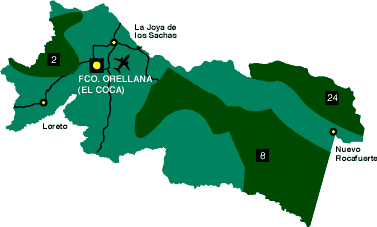 La Joya de
los Sachas
2
FCO. ORELLANA
(EL COCA)
24
Loreto
8
Nuevo
Rocafuerte